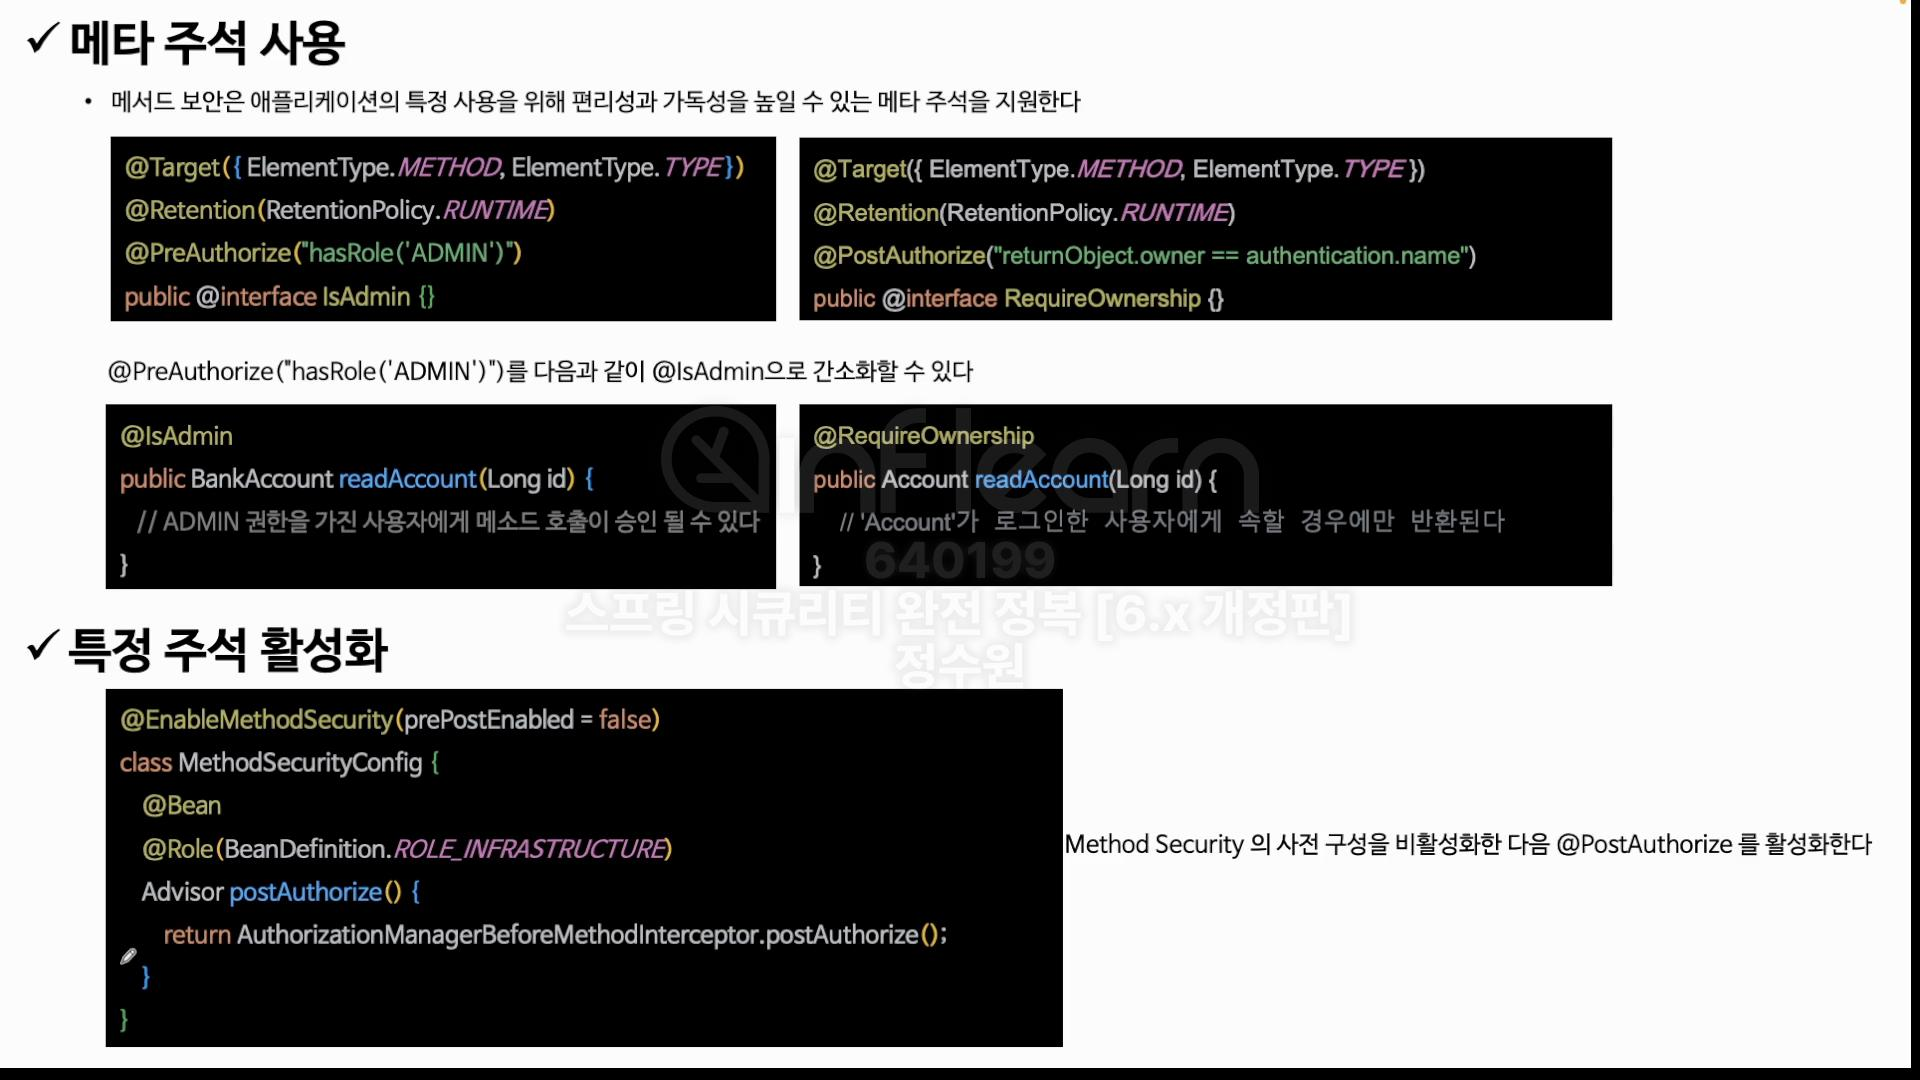 ✓ 메타 주석 사용
• 메서드 보안은 애플리케이션의 특정 사용을 위해 편리성과 가독성을 높일 수 있는 메타 주석을 지원한다
@Target({ ElementType.METHOD, ElementType.TYPE })
@Retention(RetentionPolicy.RUNTIME)
@PreAuthorize("hasRole('ADMIN')")
public @interface IsAdmin {}
@Target({ ElementType.METHOD, ElementType.TYPE })
@Retention(RetentionPolicy.RUNTIME)
@PostAuthorize("returnObject.owner == authentication.name")
public @interface RequireOwnership {}
@PreAuthorize("hasRole('ADMIN')")를 다음과 같이 @IsAdmin으로 간소화할 수 있다
@IsAdmin
public BankAccount readAccount(Long id) {
// ADMIN 권한을 가진 사용자에게 메소드 호출이 승인 될 수 있다
}
@RequireOwnership
public Account readAccount(Long id) {
// 'Account'가 로그인한 사용자에게 속할 경우에만 반환된다
}
inflearn
640199
스프링 시큐리티 완전 정복 [6.x 개정판]
정수원
✓ 특정 주석 활성화
@EnableMethodSecurity(prePostEnabled = false)
class MethodSecurityConfig {
@Bean
@Role(BeanDefinition.ROLE_INFRASTRUCTURE)
Advisor postAuthorize() {
return AuthorizationManagerBeforeMethodInterceptor.postAuthorize();
}
}
Method Security 의 사전 구성을 비활성화한 다음 @PostAuthorize 를 활성화한다